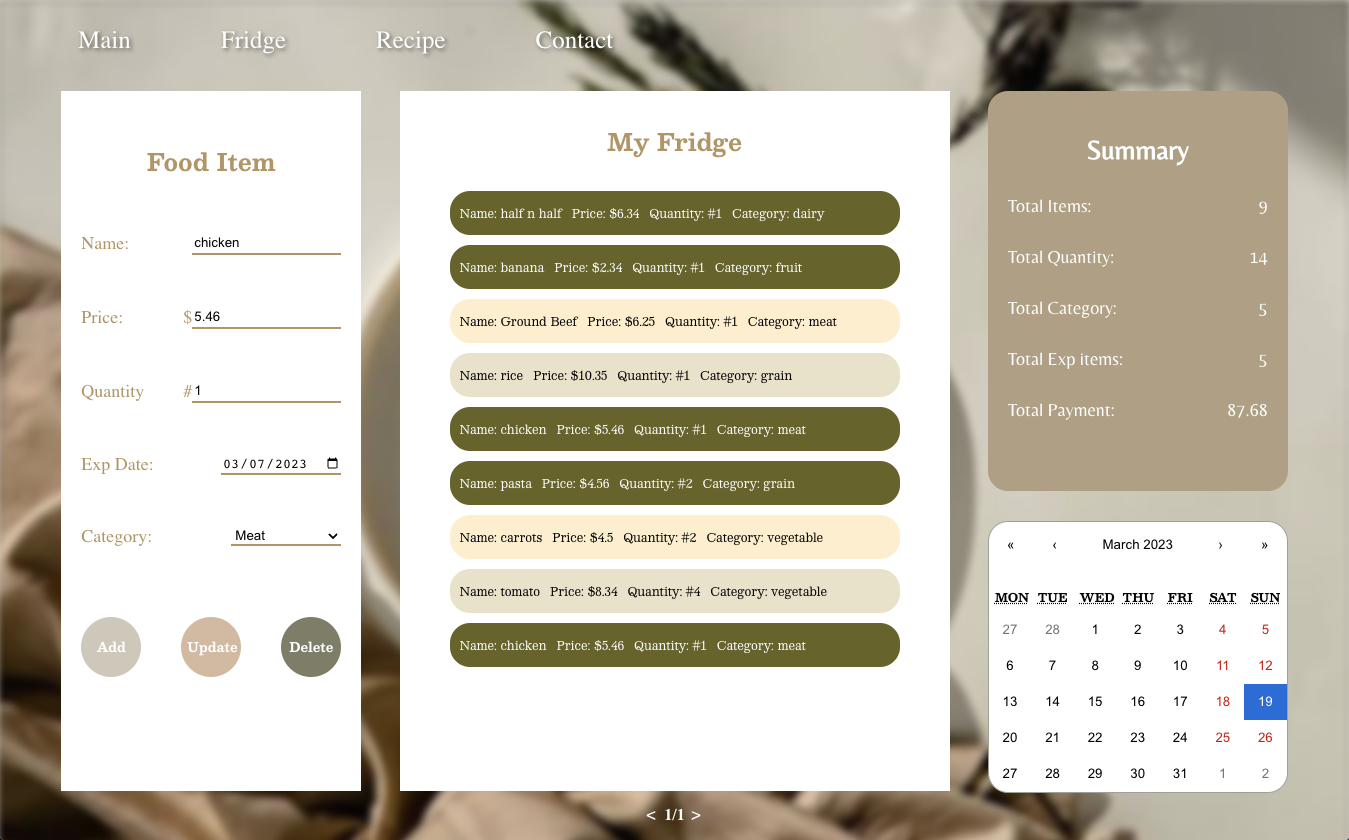 Main Fridge Recipe Contact
Food Item
Name: chicken
Price: $ 5.46
Quantity # 1
Exp Date: 03/07/2023
Category: Meat
Add Update Delete
My Fridge
Name: half n half Price: $6.34 Quantity: #1 Category: dairy
Name: banana Price: $2.34 Quantity: #1 Category: fruit
Name: Ground Beef Price: $6.25 Quantity: #1 Category: meat
Name: rice Price: $10.35 Quantity: #1 Category: grain
Name: chicken Price: $5.46 Quantity: #1 Category: meat
Name: pasta Price: $4.56 Quantity: #2 Category: grain
Name: carrots Price: $4.5 Quantity: #2 Category: vegetable
Name: tomato Price: $8.34 Quantity: #4 Category: vegetable
Name: chicken Price: $5.46 Quantity: #1 Category: meat
< 1/1 >
Summary
Total Items: 9
Total Quantity: 14
Total Category: 5
Total Exp items: 5
Total Payment: 87.68
« ‹ March 2023 › »
MON TUE WED THU FRI SAT SUN
27 28 1 2 3 4 5
6 7 8 9 10 11 12
13 14 15 16 17 18 19
20 21 22 23 24 25 26
27 28 29 30 31 1 2